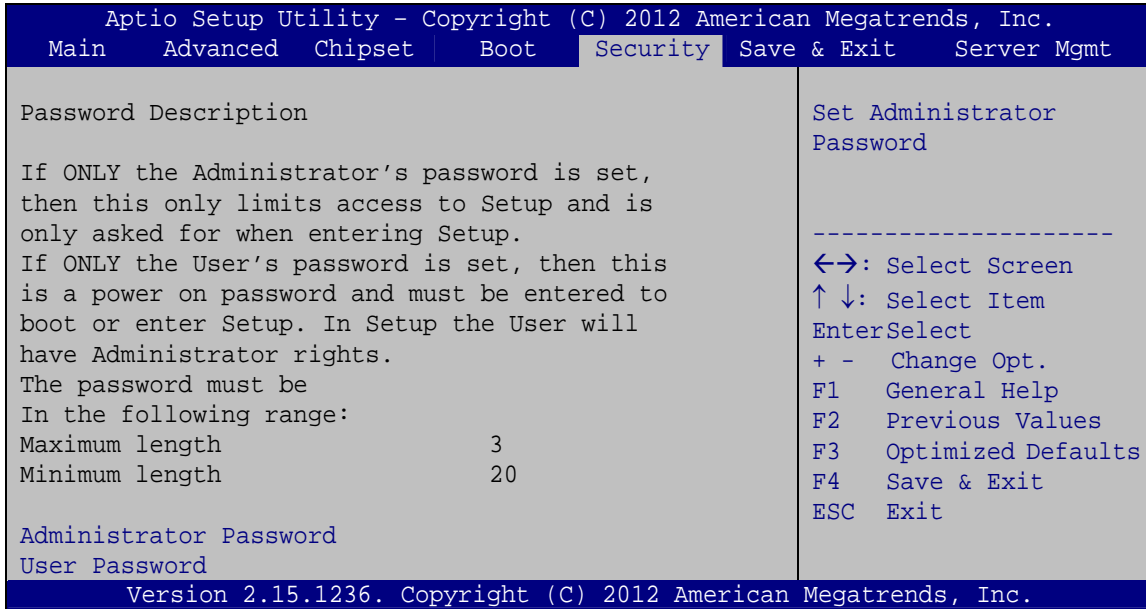 Aptio Setup Utility – Copyright (C) 2012 American Megatrends, Inc.
Main Advanced Chipset Boot Security Save & Exit Server Mgmt
Password Description
If ONLY the Administrator’s password is set,
then this only limits access to Setup and is
only asked for when entering Setup.
If ONLY the User’s password is set, then this
is a power on password and must be entered to
boot or enter Setup. In Setup the User will
have Administrator rights.
The password must be
In the following range:
Maximum length 3
Minimum length 20
Administrator Password
User Password
Set Administrator
Password
---------------------
←→: Select Screen
↑ ↓: Select Item
EnterSelect
+ - Change Opt.
F1 General Help
F2 Previous Values
F3 Optimized Defaults
F4 Save & Exit
ESC Exit
Version 2.15.1236. Copyright (C) 2012 American Megatrends, Inc.